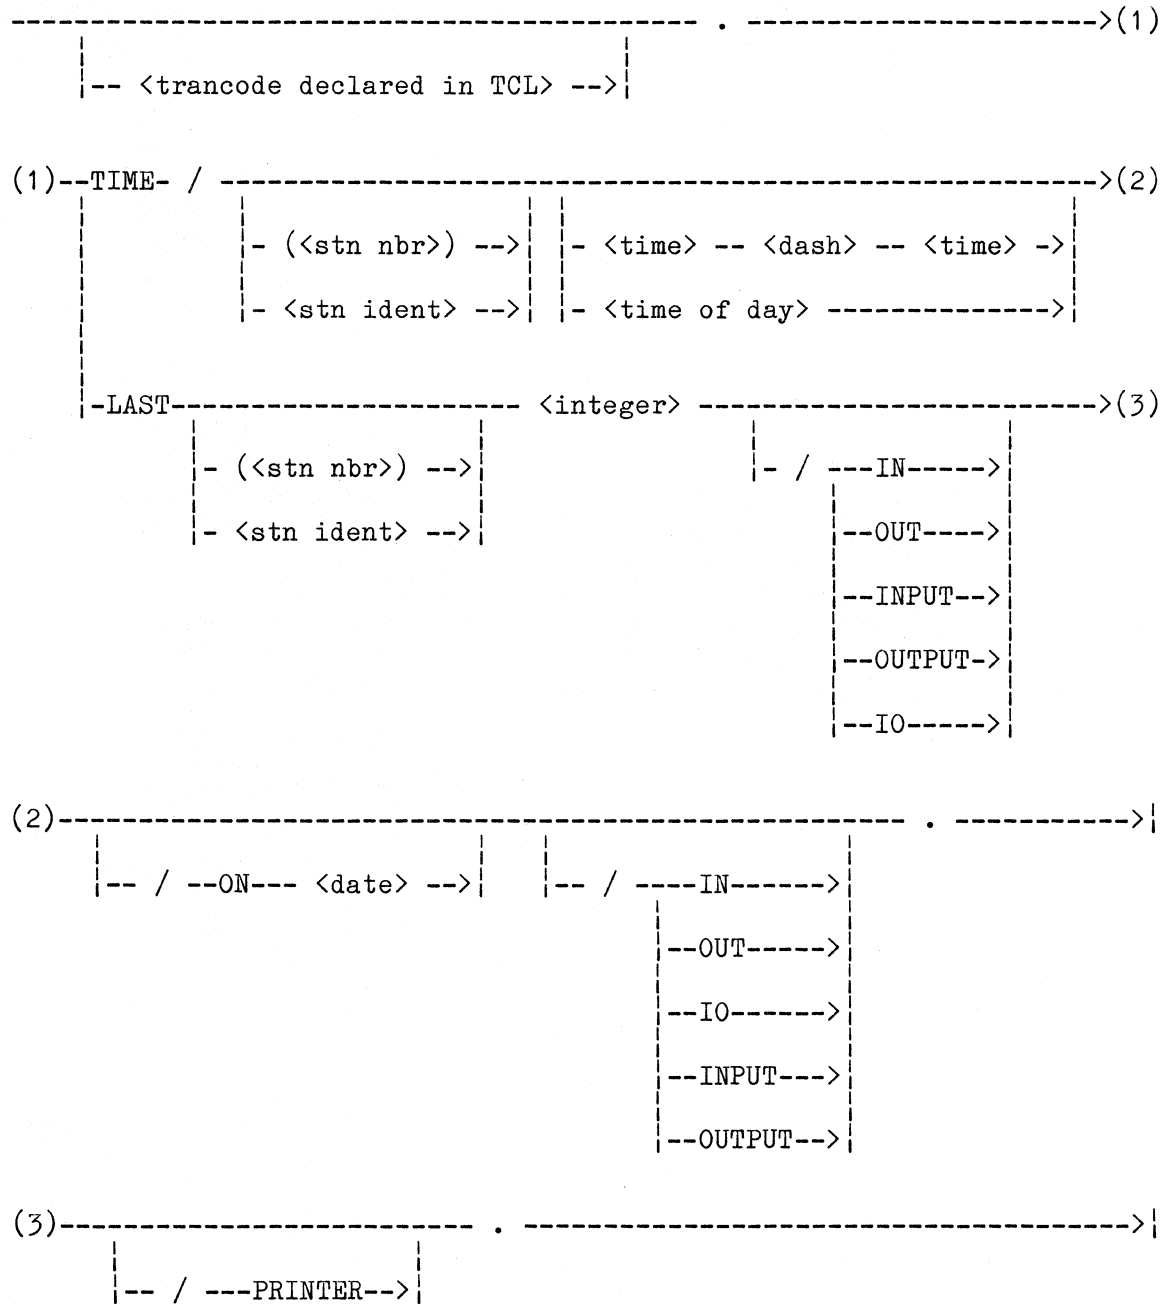 ------------------------------------ . ------------------>(1)
|-- <trancode declared in TCL> -->|
(1)--TIME- / --------------------------------------------->(2)
|- (<stn nbr>) -->| |- <time> -- <dash> -- <time> ->|
|- <stn ident> -->| |- <time of day> ------------->|
|-LAST------------------ <integer> --------------------->(3)
|- (<stn nbr>) -->| |- / ---IN----->|
|- <stn ident> -->| |--OUT---->|
|--INPUT-->|
|--OUTPUT->|
|--IO----->|
(2)-------------------------------------------- . ---------->|
|-- / --ON--- <date> -->| |-- / ----IN------>|
|--OUT----->|
|--IO------>|
|--INPUT--->|
|--OUTPUT-->|
(3)--------------------- . ------------------------------->|
|-- / ---PRINTER-->|